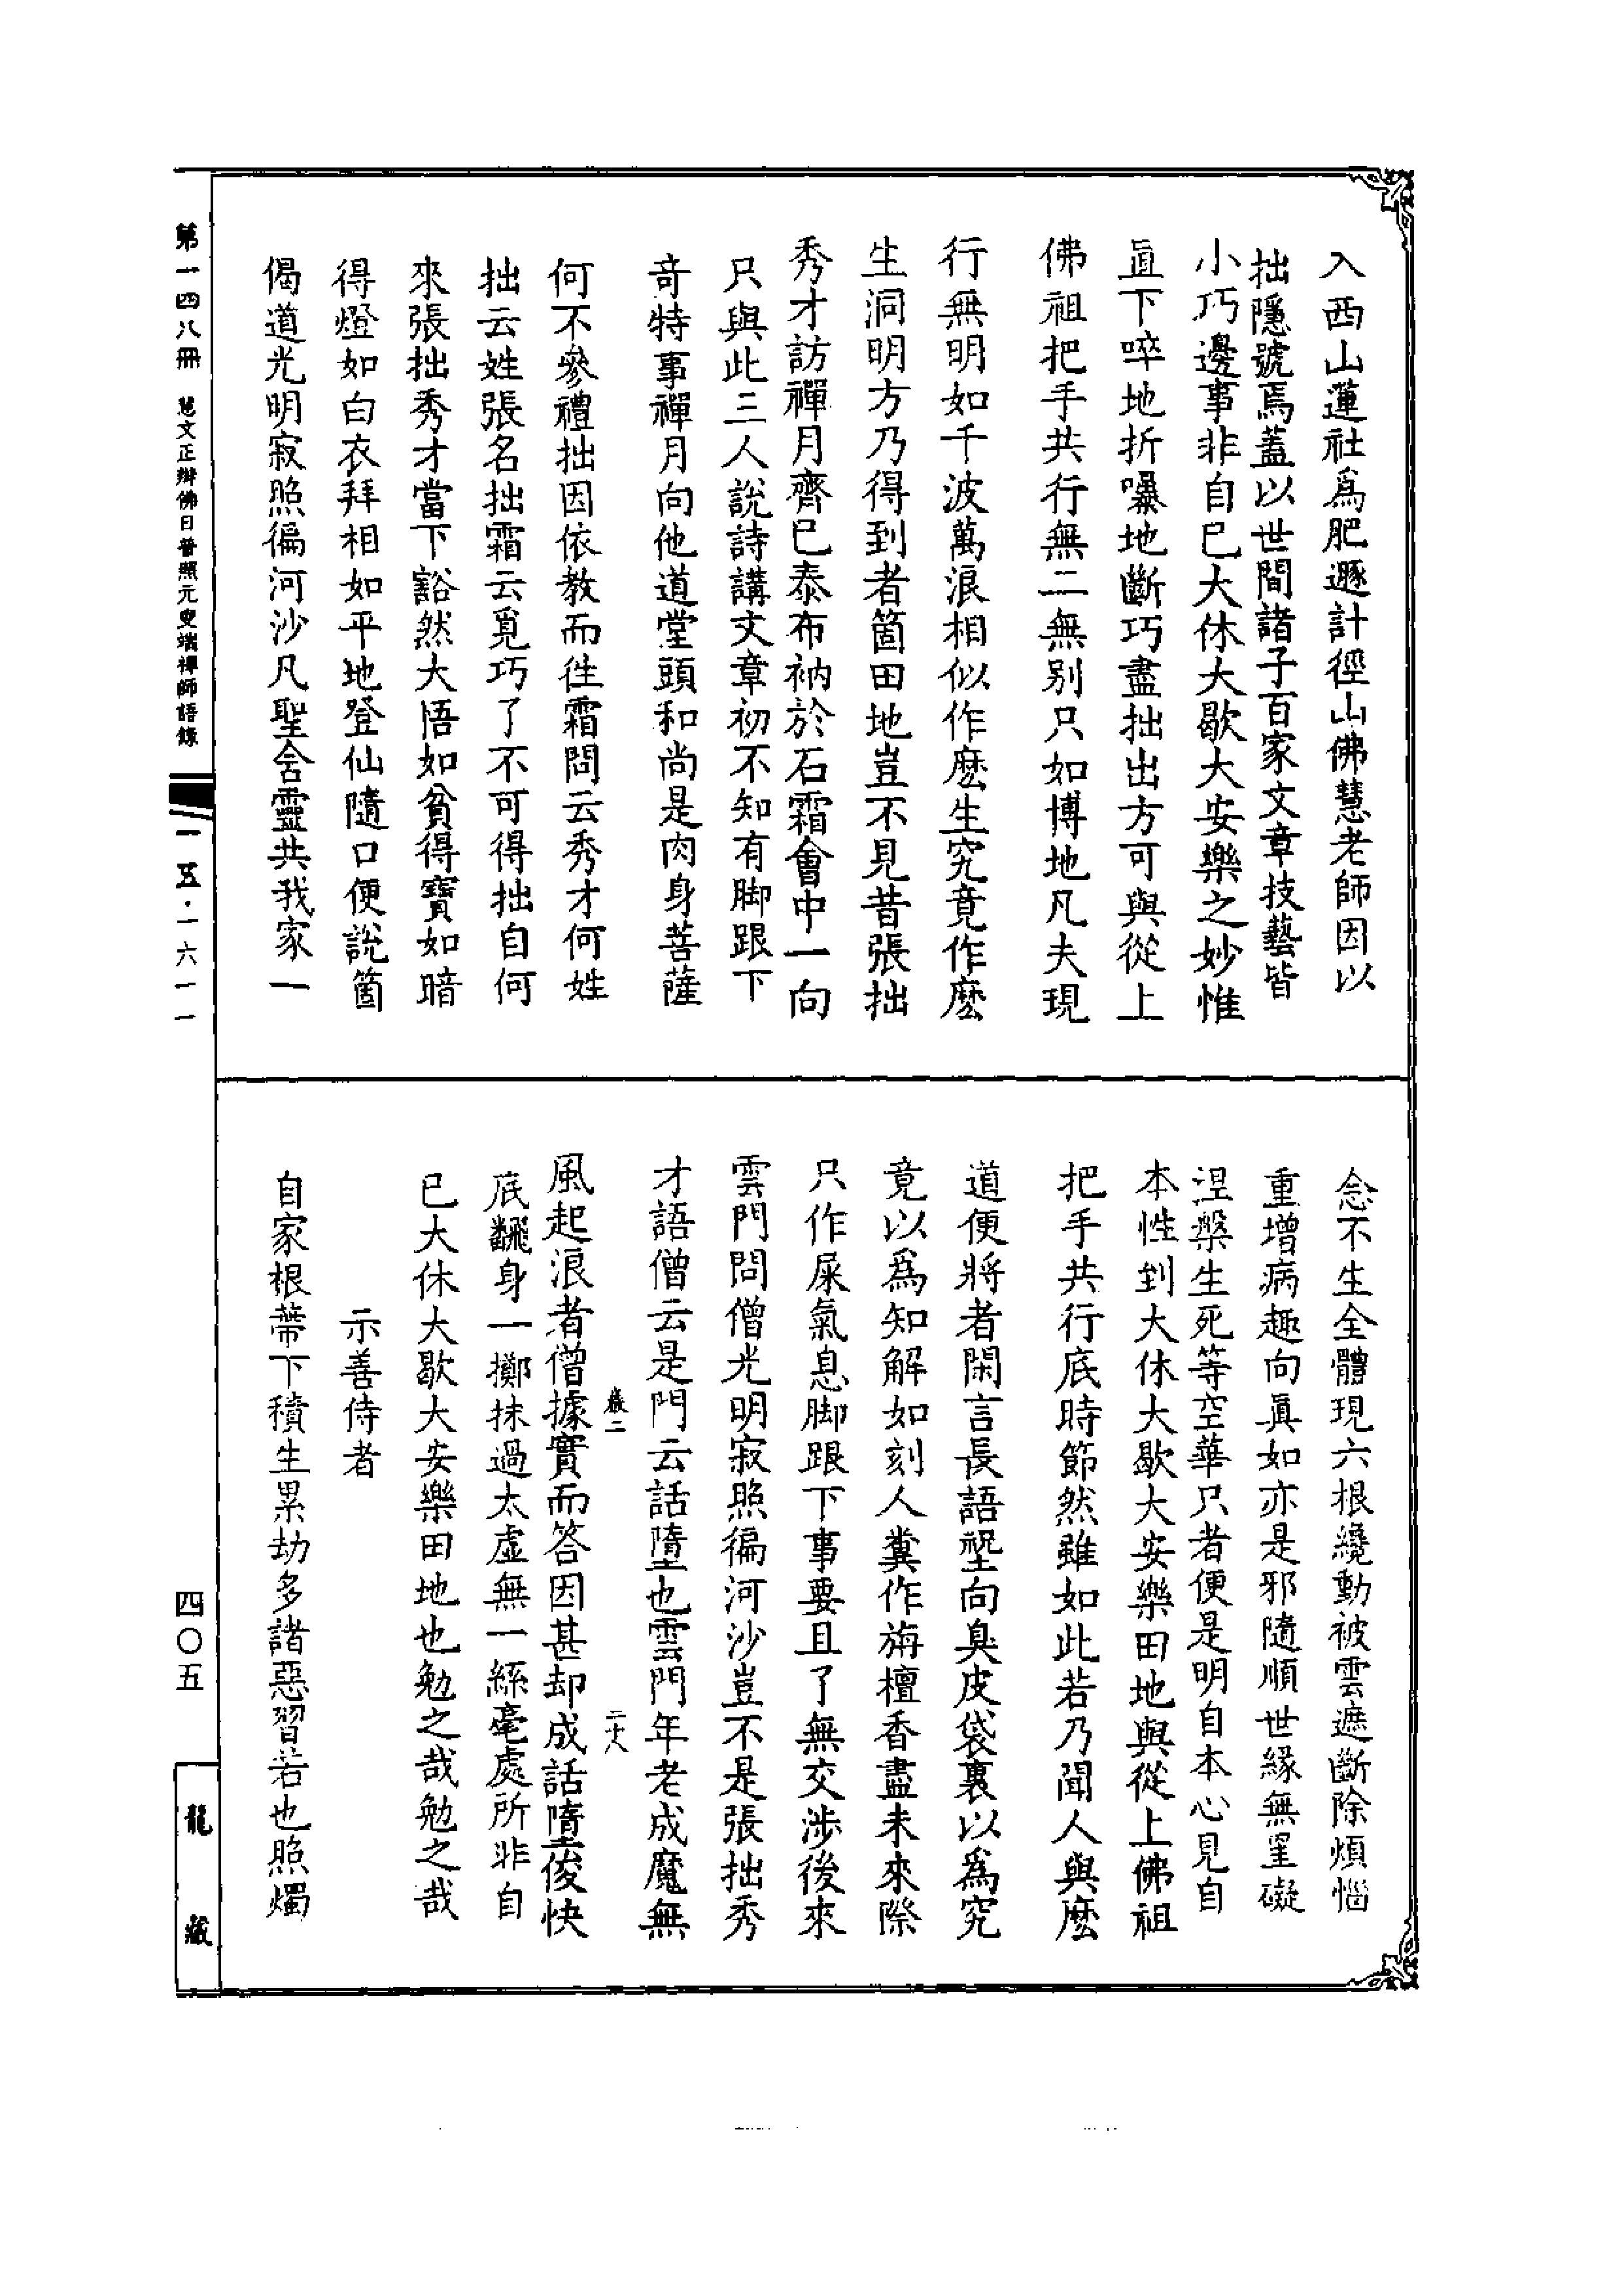 入西山蓮社爲肥遯計徑山佛慧老師因以
拙隱號焉蓋以世間諸子百家文章技藝皆
小巧邊事非自巳大休大歇大安樂之妙惟
直下啐地折嚗地斷巧盡拙出方可與從上
佛祖把手共行無二無別只如博地凡夫現
行無明如千波萬浪相似作麽生究竟作麽
生洞明方乃得到者箇田地豈不見昔張拙
秀才訪禪月齊巳泰布衲於石霜會中一向
只與此三人說詩講文章初不知有脚跟下
奇特事禪月向他道堂頭和尚是肉身菩薩
何不參禮拙因依教而徃霜問云秀才何姓
拙云姓張名拙霜云覓巧了不可得拙自何
來張拙秀才當下豁然大悟如貧得寶如暗
得燈如白衣拜相如平地登仙隨口便說箇
偈道光明寂照徧河沙凡聖含靈共我家一
念不生全體現六根纔動被雲遮斷除煩惱
重增病趣向眞如亦是邪隨順世緣無罣礙
涅槃生死等空華只者便是明自本心見自
本性到大休大歇大安樂田地與從上佛祖
把手共行底時節然雖如此若乃聞人與麽
道便將者閑言長語壁向臭皮袋裏以爲究
竟以爲知解如刻人糞作旃檀香盡未來際
只作屎氣息脚跟下事要且了無交涉後來
雲門問僧光明寂照徧河沙豈不是張拙秀
才語僧云是門云話墮也雲門年老成魔無
卷二
二十八
風起浪者僧據實而答因甚却成話墮俊快
底飜身一擲抹過太虛無一絲毫處所非自
巳大休大歇大安樂田地也勉之哉勉之哉
示善侍者
自家根蔕下積生累劫多諸惡習若也照燭
第一四八冊 慧文正辯佛日普照元叟端禪師語錄
一五·一六一一
四〇五
龍藏